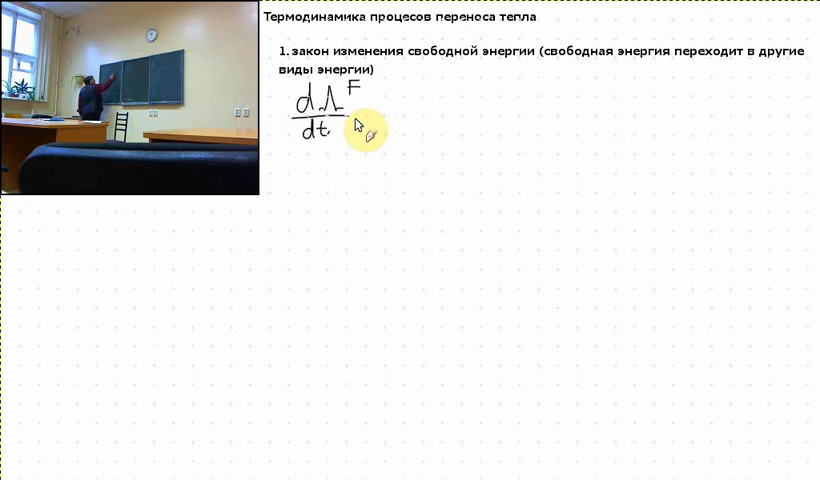 Термодинамика процесов переноса тепла
1. закон изменения свободной энергии (свободная энергия переходит в другие
виды энергии)
dΛ^F
dt